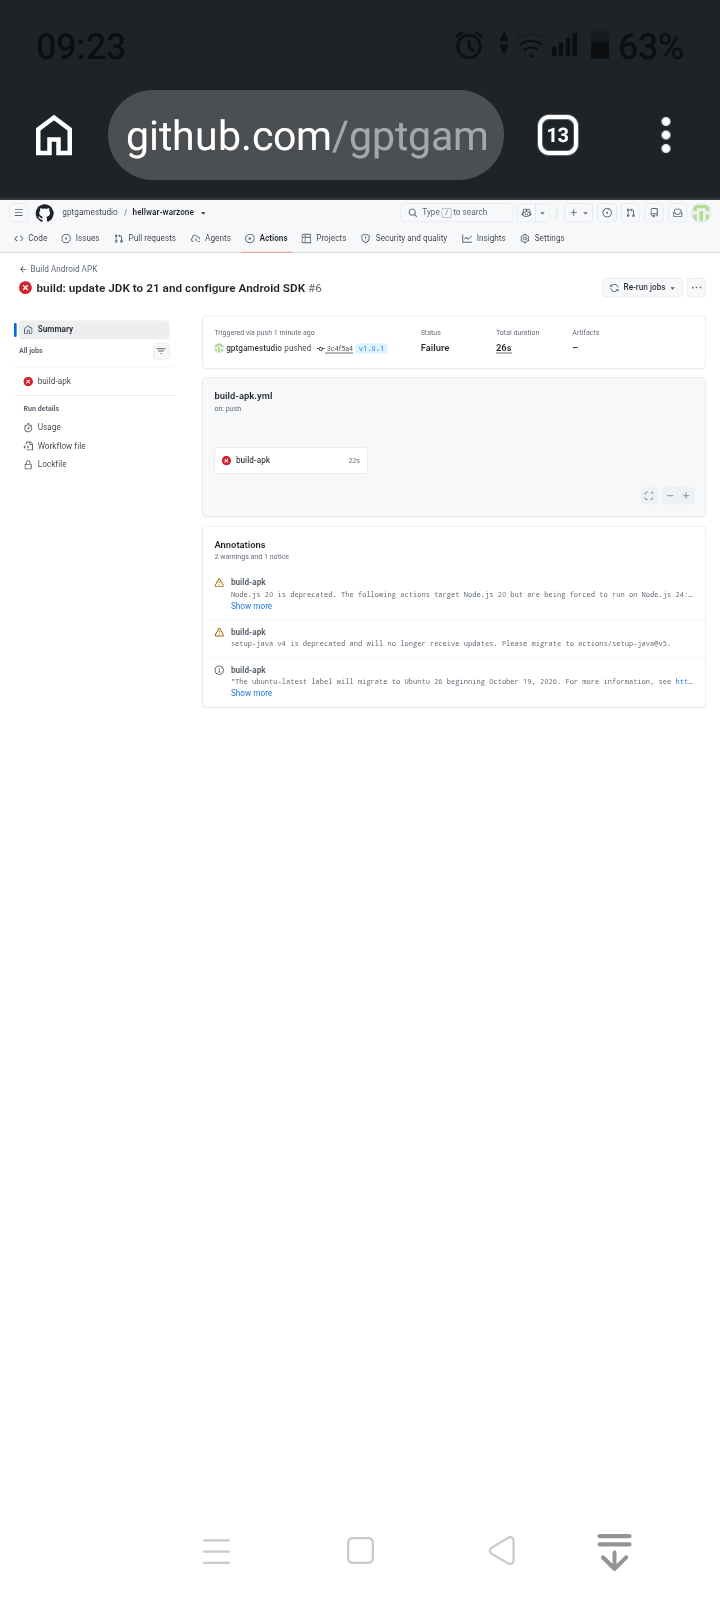 09:23
63%
github.com/gptgam
13
gptgamestudio / hellwar-warzone
Type / to search
Code
Issues
Pull requests
Agents
Actions
Projects
Security and quality
Insights
Settings
Build Android APK
build: update JDK to 21 and configure Android SDK #6
Re-run jobs
Summary
All jobs
build-apk
Run details
Usage
Workflow file
Lockfile
Triggered via push 1 minute ago
gptgamestudio pushed 3c4f5a4 v1.0.1
Status
Failure
Total duration
26s
Artifacts
–
build-apk.yml
on: push
build-apk
22s
Annotations
2 warnings and 1 notice
build-apk
Node.js 20 is deprecated. The following actions target Node.js 20 but are being forced to run on Node.js 24:…
Show more
build-apk
setup-java v4 is deprecated and will no longer receive updates. Please migrate to actions/setup-java@v5.
build-apk
"The ubuntu-latest label will migrate to Ubuntu 26 beginning October 19, 2026. For more information, see htt…
Show more